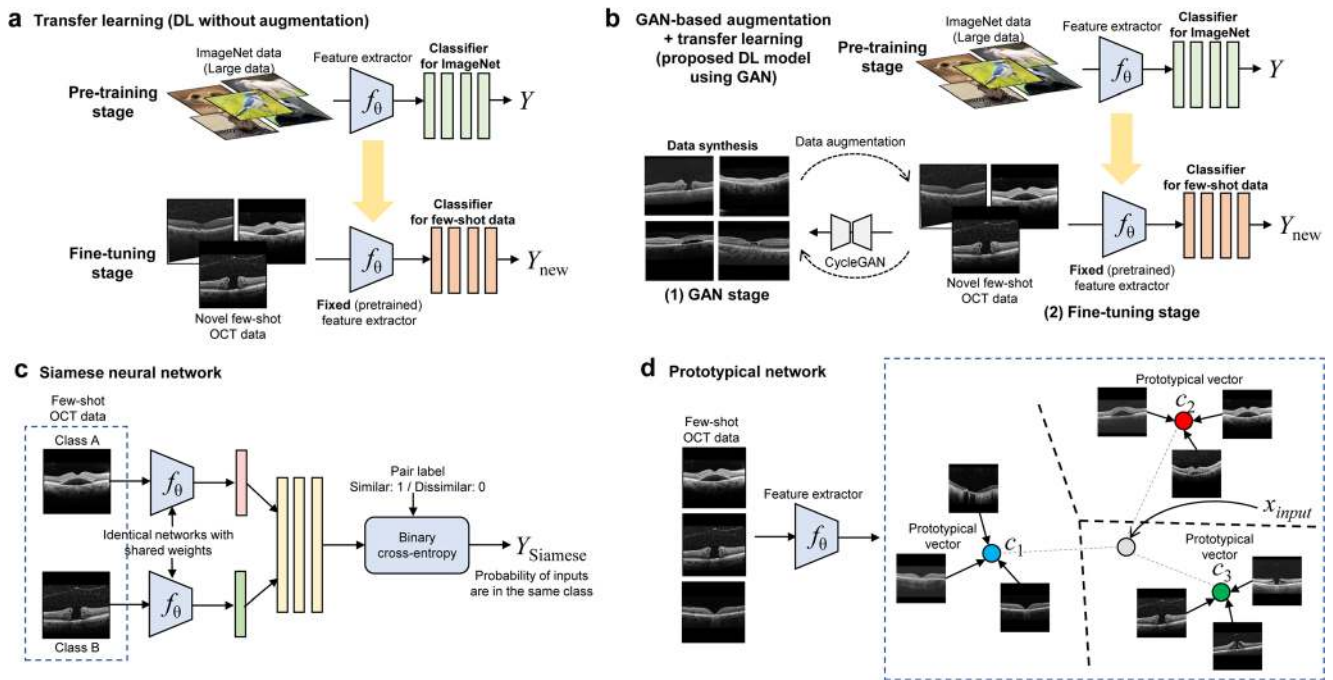 a Transfer learning (DL without augmentation)
ImageNet data
(Large data)
Feature extractor
Classifier
for ImageNet
Pre-training
stage
fθ
Y
Classifier
for few-shot data
Fine-tuning
stage
fθ
Ynew
Fixed (pretrained)
feature extractor
Novel few-shot
OCT data
b GAN-based augmentation
+ transfer learning
(proposed DL model
using GAN)
Pre-training
stage
ImageNet data
(Large data)
Feature extractor
Classifier
for ImageNet
fθ
Y
Data synthesis
Data augmentation
CycleGAN
(1) GAN stage
Classifier
for few-shot data
fθ
Ynew
Fixed (pretrained)
feature extractor
Novel few-shot
OCT data
(2) Fine-tuning stage
c Siamese neural network
Few-shot
OCT data
Class A
fθ
Identical networks with
shared weights
fθ
Class B
Pair label
Similar: 1 / Dissimilar: 0
Binary
cross-entropy
YSiamese
Probability of inputs
are in the same class
d Prototypical network
Few-shot
OCT data
Feature extractor
fθ
Prototypical vector
c2
Prototypical
vector
c1
xinput
Prototypical vector
c3